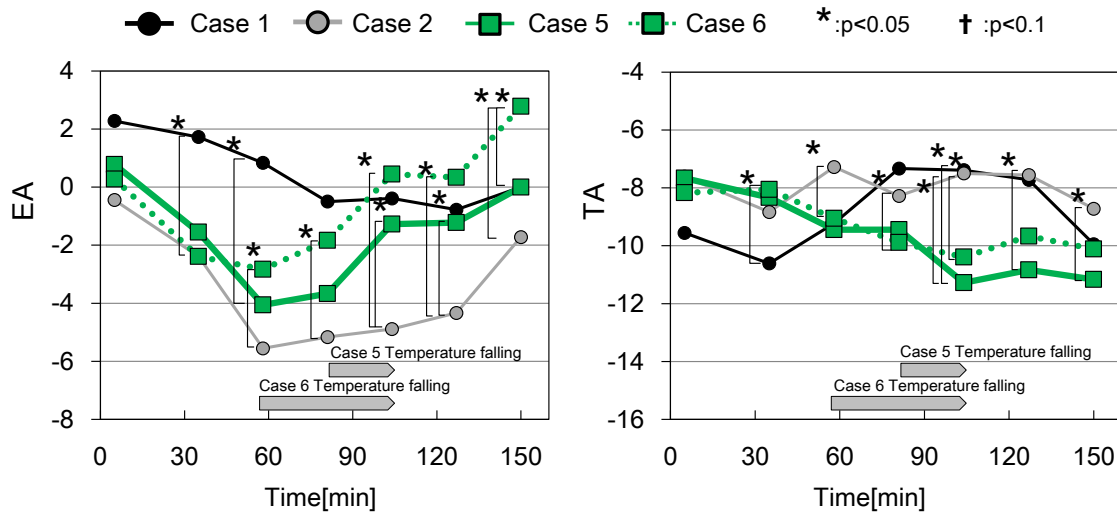 Case 1 Case 2 Case 5 Case 6 *:p<0.05 †:p<0.1
4
2
0
-2
-4
-6
-8
EA
* * * * * * * * * *
Case 5 Temperature falling
Case 6 Temperature falling
0 30 60 90 120 150
Time[min]
-4
-6
-8
-10
-12
-14
-16
TA
* * * * * * * *
Case 5 Temperature falling
Case 6 Temperature falling
0 30 60 90 120 150
Time[min]